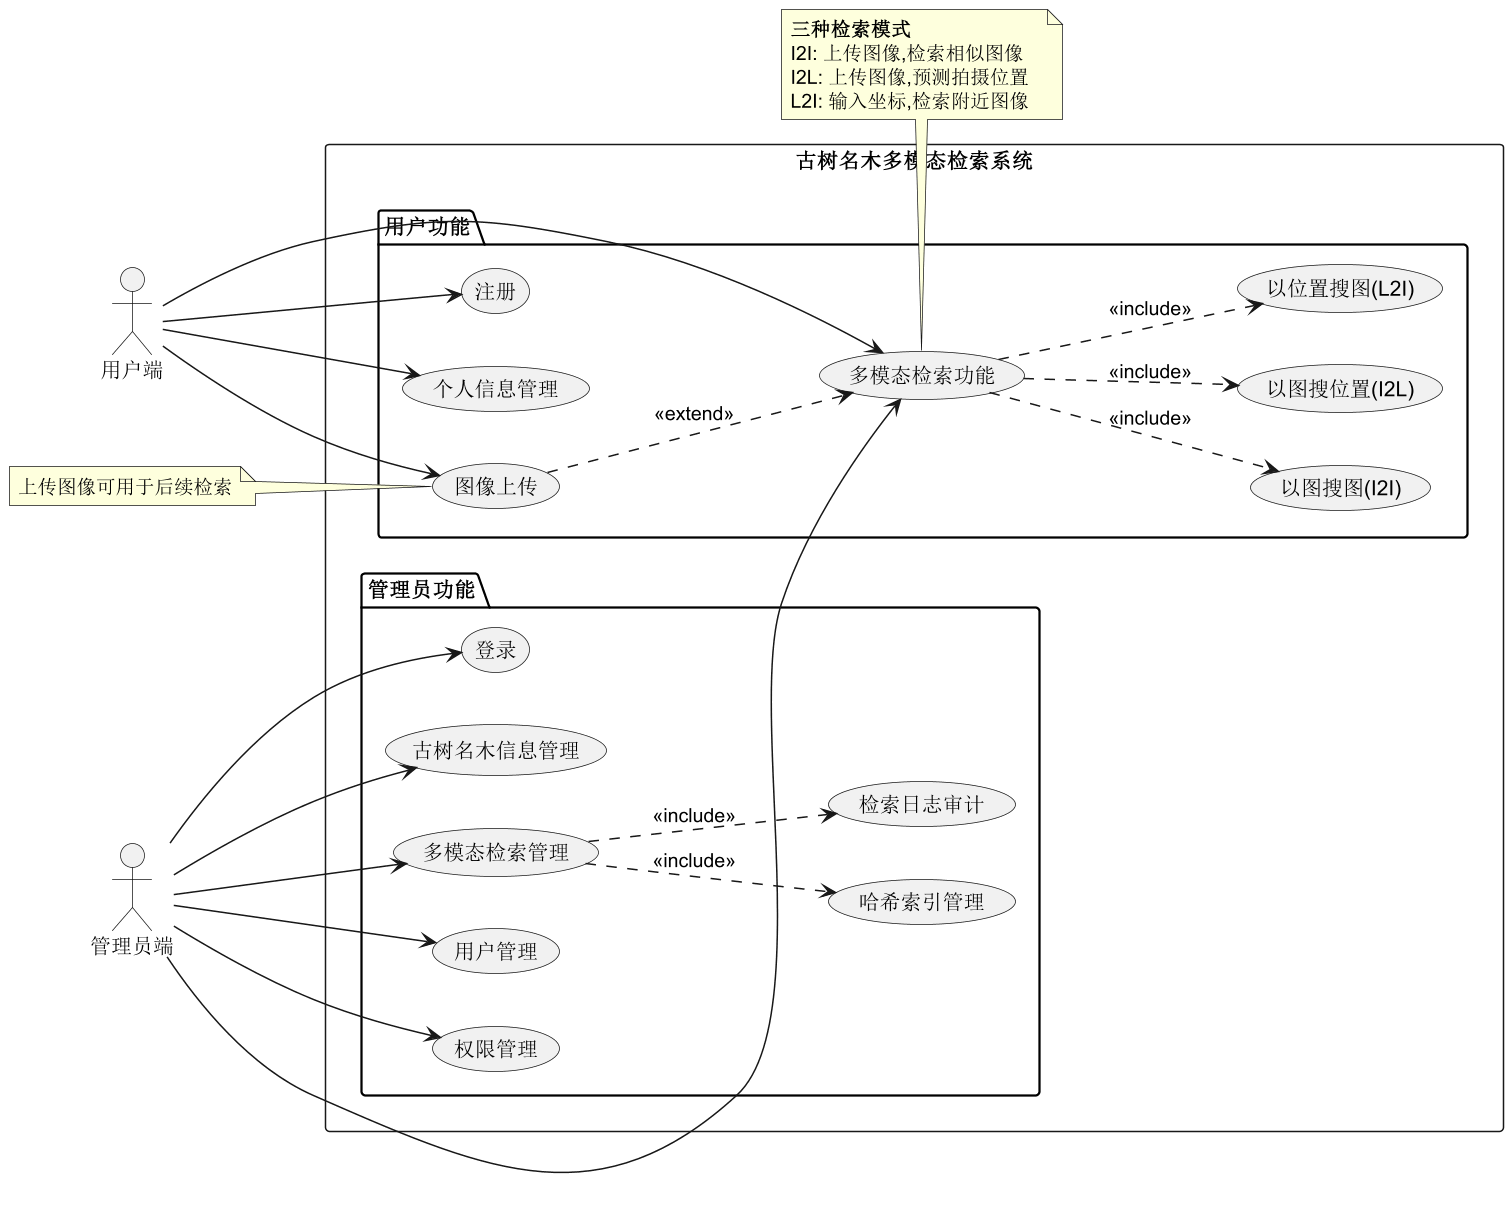 三种检索模式
I2I: 上传图像,检索相似图像
I2L: 上传图像,预测拍摄位置
L2I: 输入坐标,检索附近图像
古树名木多模态检索系统
用户功能
注册
以位置搜图(L2I)
«include»
用户端
个人信息管理
多模态检索功能
«include»
以图搜位置(I2L)
«extend»
«include»
上传图像可用于后续检索
图像上传
以图搜图(I2I)
管理员功能
登录
古树名木信息管理
检索日志审计
«include»
多模态检索管理
«include»
哈希索引管理
管理员端
用户管理
权限管理